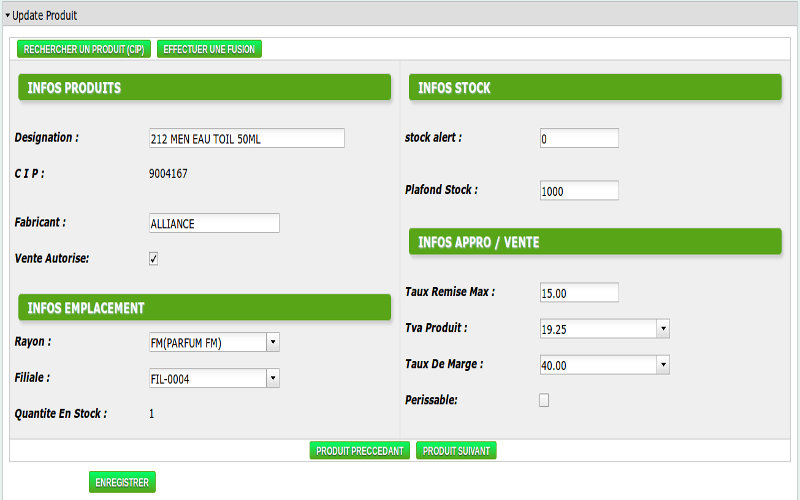 Update Produit
RECHERCHER UN PRODUIT (CIP) EFFECTUER UNE FUSION
INFOS PRODUITS
Designation : 212 MEN EAU TOIL 50ML
C I P : 9004167
Fabricant : ALLIANCE
Vente Autorise:
INFOS EMPLACEMENT
Rayon : FM(PARFUM FM)
Filiale : FIL-0004
Quantite En Stock : 1
INFOS STOCK
stock alert : 0
Plafond Stock : 1000
INFOS APPRO / VENTE
Taux Remise Max : 15.00
Tva Produit : 19.25
Taux De Marge : 40.00
Perissable:
PRODUIT PRECCEDANT PRODUIT SUIVANT
ENREGISTRER